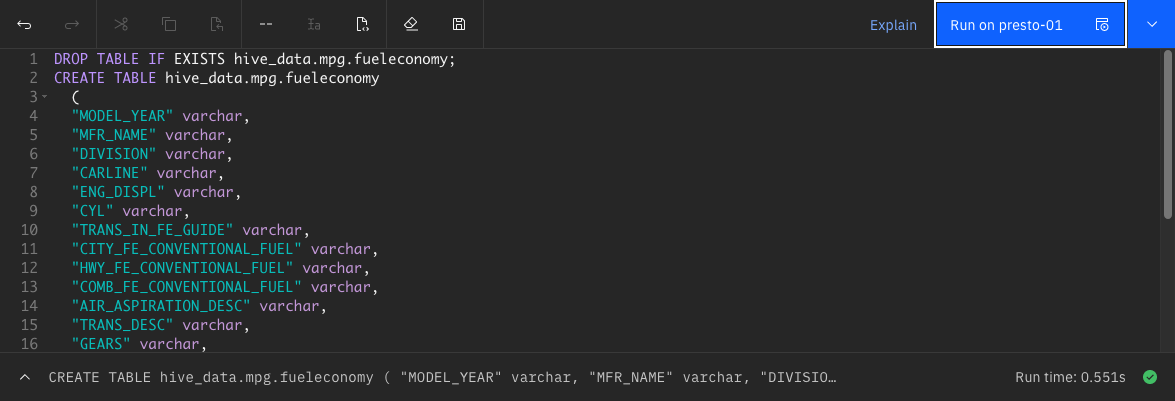 Explain
Run on presto-01
1 DROP TABLE IF EXISTS hive_data.mpg.fueleconomy;
2 CREATE TABLE hive_data.mpg.fueleconomy
3 (
4 "MODEL_YEAR" varchar,
5 "MFR_NAME" varchar,
6 "DIVISION" varchar,
7 "CARLINE" varchar,
8 "ENG_DISPL" varchar,
9 "CYL" varchar,
10 "TRANS_IN_FE_GUIDE" varchar,
11 "CITY_FE_CONVENTIONAL_FUEL" varchar,
12 "HWY_FE_CONVENTIONAL_FUEL" varchar,
13 "COMB_FE_CONVENTIONAL_FUEL" varchar,
14 "AIR_ASPIRATION_DESC" varchar,
15 "TRANS_DESC" varchar,
16 "GEARS" varchar,
CREATE TABLE hive_data.mpg.fueleconomy ( "MODEL_YEAR" varchar, "MFR_NAME" varchar, "DIVISIO…
Run time: 0.551s